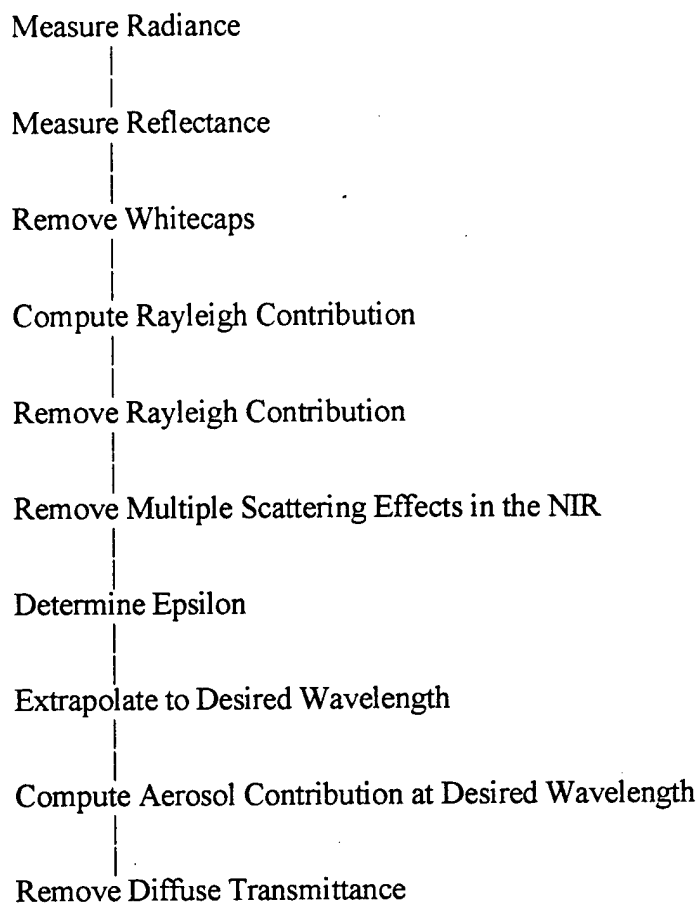 Measure Radiance
Measure Reflectance
Remove Whitecaps
Compute Rayleigh Contribution
Remove Rayleigh Contribution
Remove Multiple Scattering Effects in the NIR
Determine Epsilon
Extrapolate to Desired Wavelength
Compute Aerosol Contribution at Desired Wavelength
Remove Diffuse Transmittance